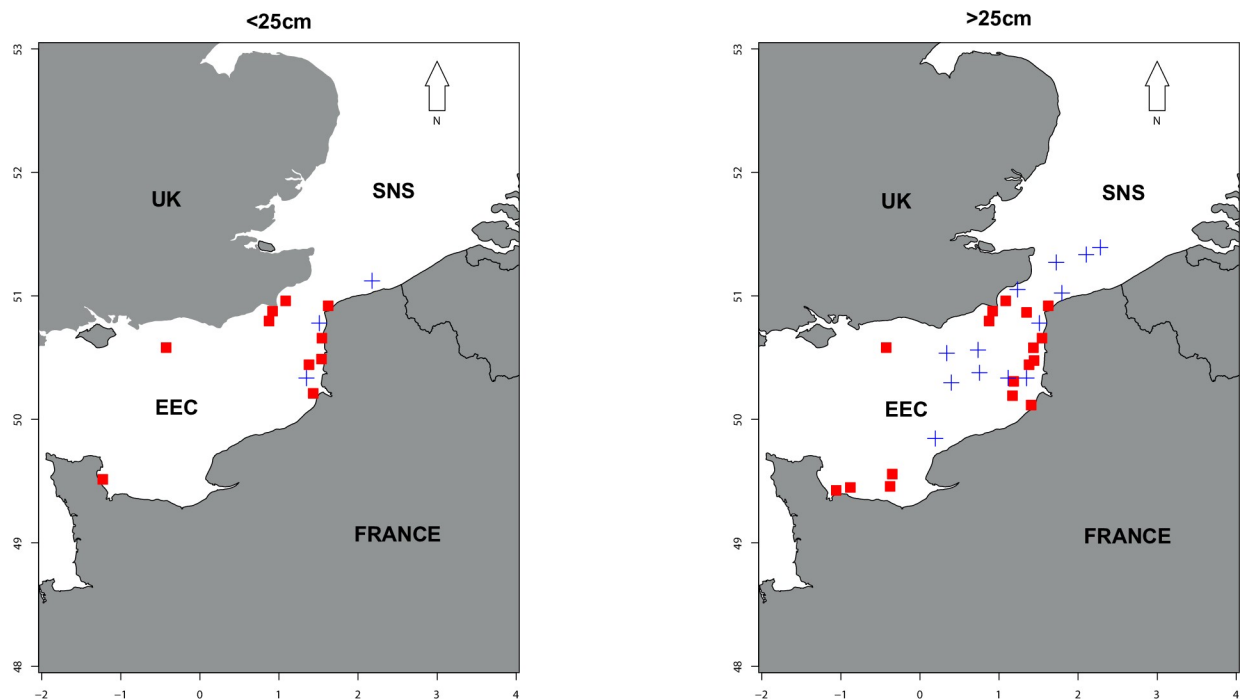 <25cm
53
52
51
50
49
48
N
UK
SNS
EEC
FRANCE
-2 -1 0 1 2 3 4
>25cm
53
52
51
50
49
48
N
UK
SNS
EEC
FRANCE
-2 -1 0 1 2 3 4